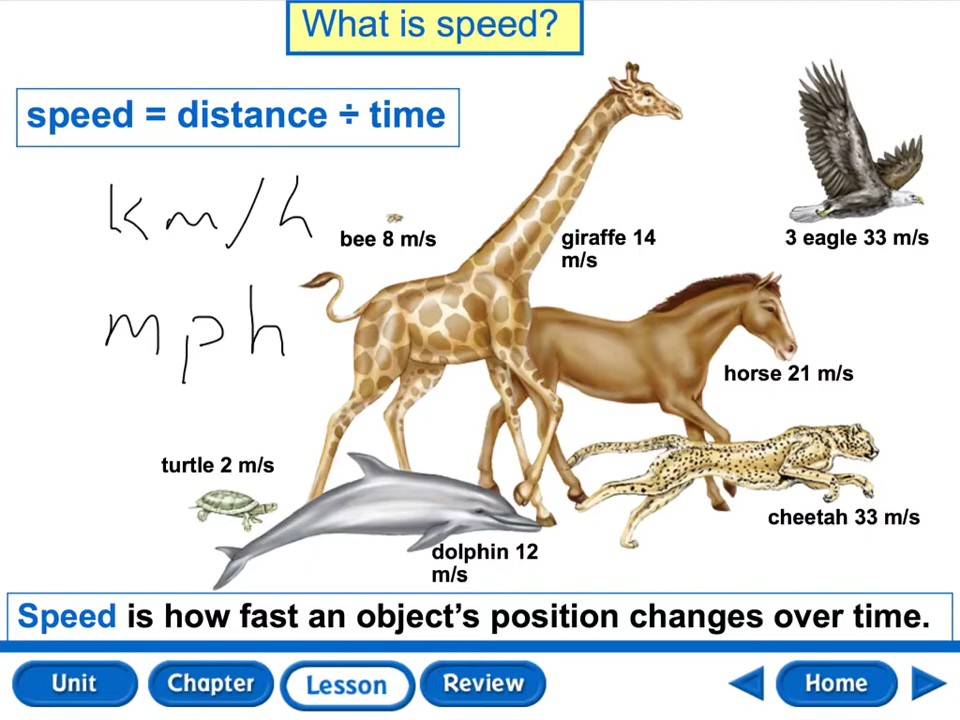 What is speed?
speed = distance ÷ time
km/h
mph
bee 8 m/s
giraffe 14
m/s
3 eagle 33 m/s
horse 21 m/s
turtle 2 m/s
cheetah 33 m/s
dolphin 12
m/s
Speed is how fast an object’s position changes over time.
Unit
Chapter
Lesson
Review
Home